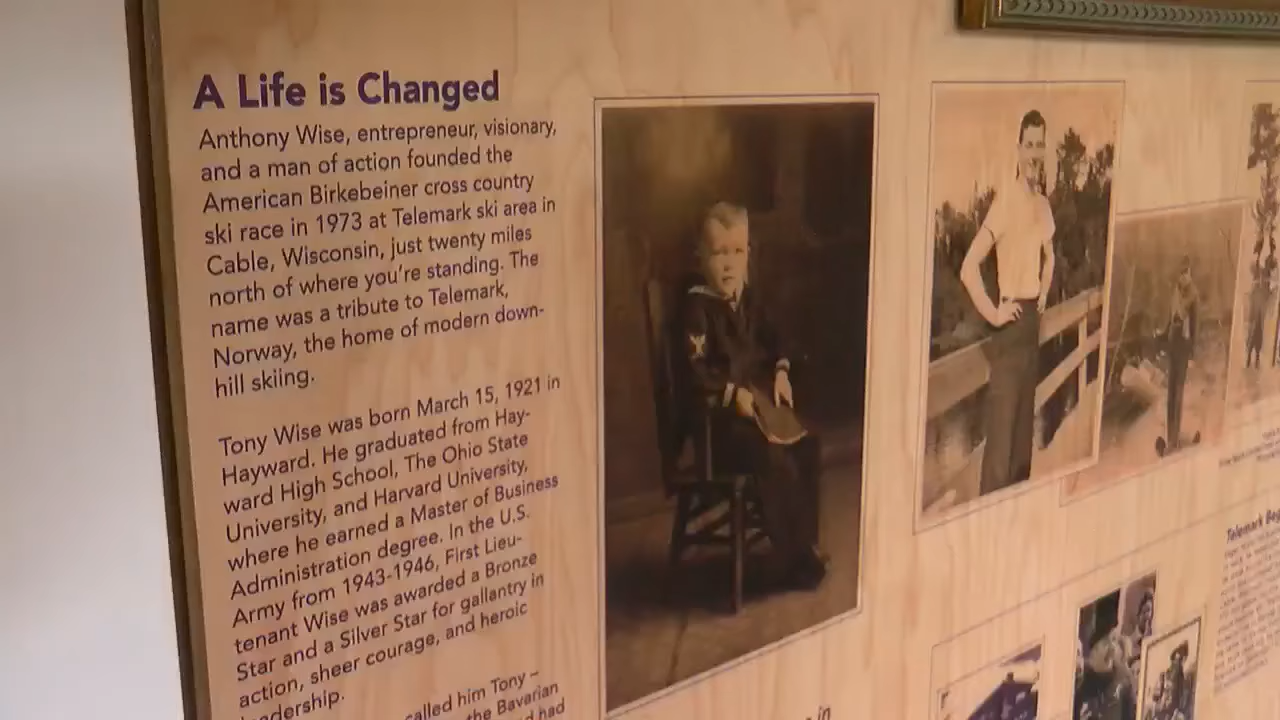 A Life is Changed
Anthony Wise, entrepreneur, visionary,
and a man of action founded the
American Birkebeiner cross country
ski race in 1973 at Telemark ski area in
Cable, Wisconsin, just twenty miles
north of where you're standing. The
name was a tribute to Telemark,
Norway, the home of modern down-
hill skiing.
Tony Wise was born March 15, 1921 in
Hayward. He graduated from Hay-
ward High School, The Ohio State
University, and Harvard University,
where he earned a Master of Business
Administration degree. In the U.S.
Army from 1943-1946, First Lieu-
tenant Wise was awarded a Bronze
Star and a Silver Star for gallantry in
action, sheer courage, and heroic
leadership.
called him Tony –
the Bavarian
had
in
Telemark